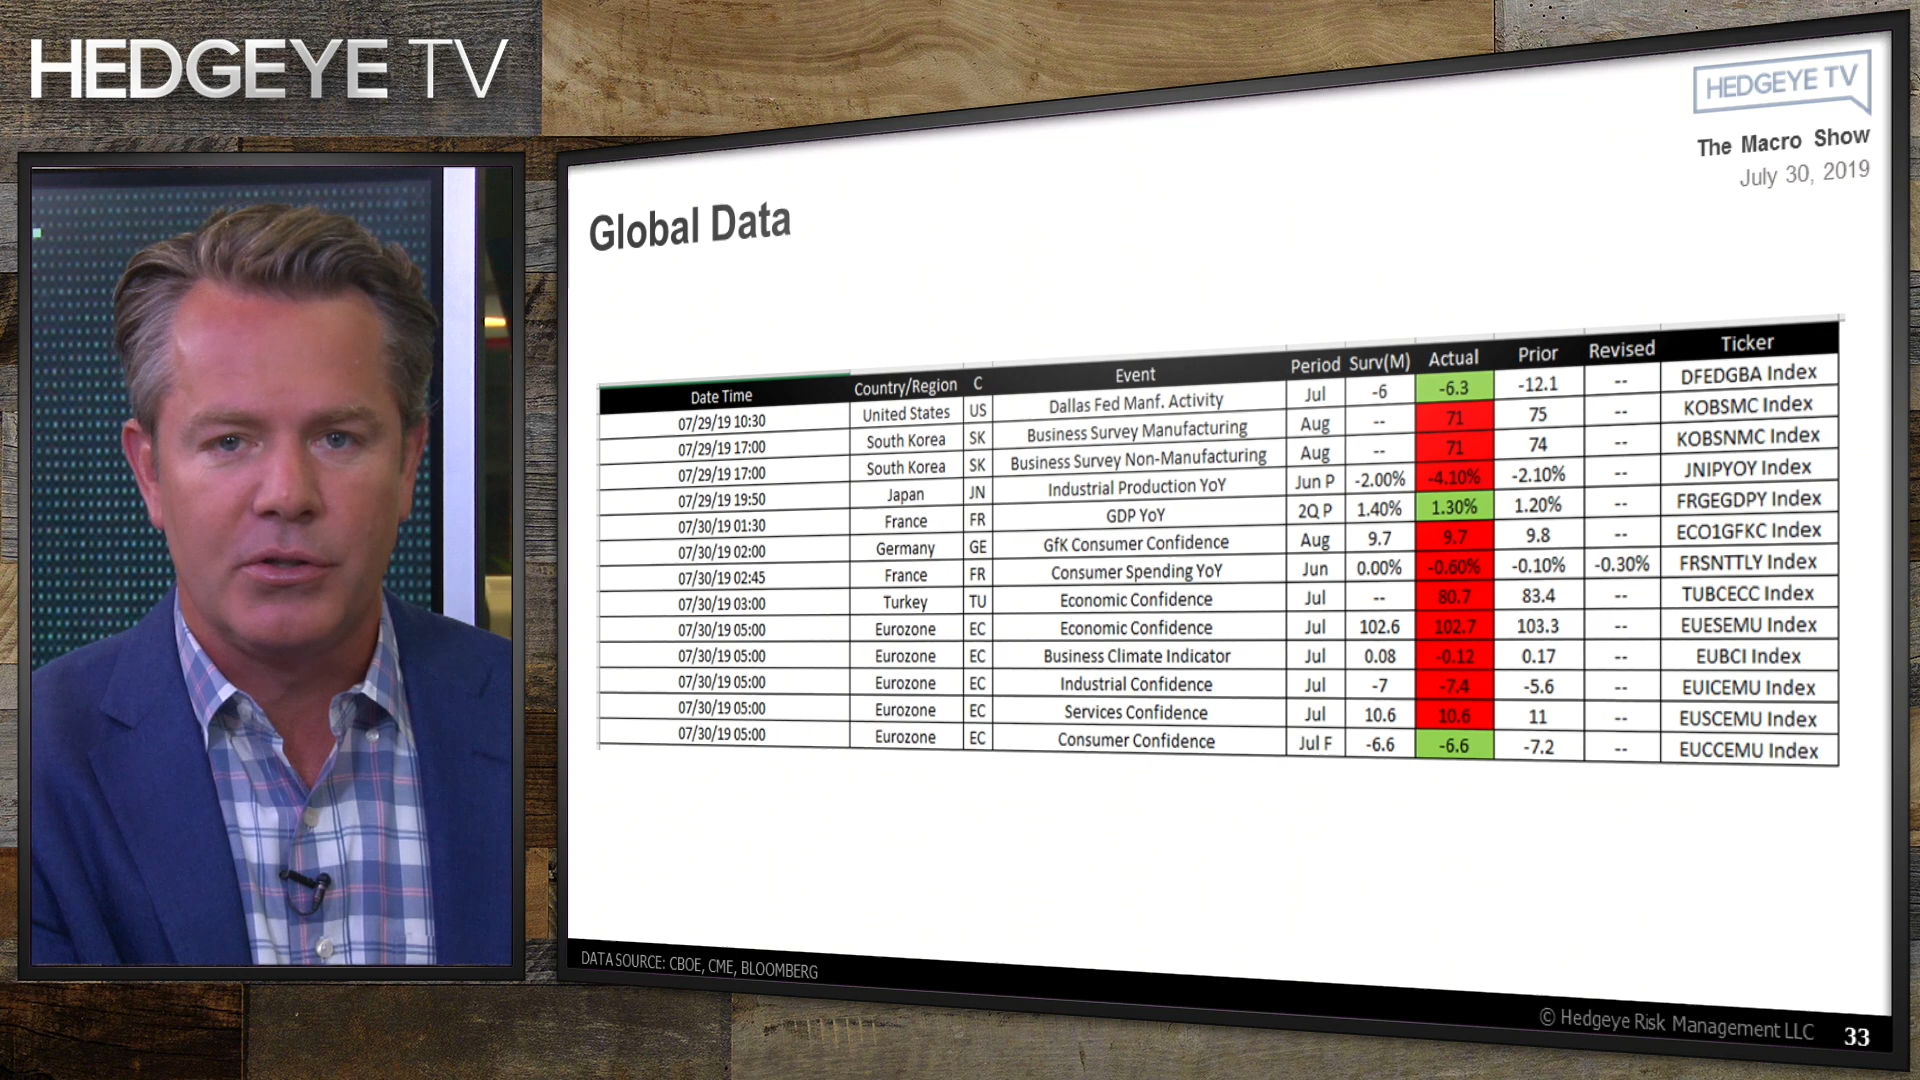 HEDGEYE TV
HEDGEYE TV
The Macro Show
July 30, 2019
Global Data
Date Time Country/Region C Event Period Surv(M) Actual Prior Revised Ticker
07/29/19 10:30 United States US Dallas Fed Manf. Activity Jul -6 -6.3 -12.1 -- DFEDGBA Index
07/29/19 17:00 South Korea SK Business Survey Manufacturing Aug -- 71 75 -- KOBSMC Index
07/29/19 17:00 South Korea SK Business Survey Non-Manufacturing Aug -- 71 74 -- KOBSNMC Index
07/29/19 19:50 Japan JN Industrial Production YoY Jun P -2.00% -4.10% -2.10% -- JNIPYOY Index
07/30/19 01:30 France FR GDP YoY 2Q P 1.40% 1.30% 1.20% -- FRGEGDPY Index
07/30/19 02:00 Germany GE GfK Consumer Confidence Aug 9.7 9.7 9.8 -- ECO1GFKC Index
07/30/19 02:45 France FR Consumer Spending YoY Jun 0.00% -0.60% -0.10% -0.30% FRSNTTLY Index
07/30/19 03:00 Turkey TU Economic Confidence Jul -- 80.7 83.4 -- TUBCECC Index
07/30/19 05:00 Eurozone EC Economic Confidence Jul 102.6 102.7 103.3 -- EUESEMU Index
07/30/19 05:00 Eurozone EC Business Climate Indicator Jul 0.08 -0.12 0.17 -- EUBCI Index
07/30/19 05:00 Eurozone EC Industrial Confidence Jul -7 -7.4 -5.6 -- EUICEMU Index
07/30/19 05:00 Eurozone EC Services Confidence Jul 10.6 10.6 11 -- EUSCEMU Index
07/30/19 05:00 Eurozone EC Consumer Confidence Jul F -6.6 -6.6 -7.2 -- EUCCEMU Index
DATA SOURCE: CBOE, CME, BLOOMBERG
© Hedgeye Risk Management LLC 33